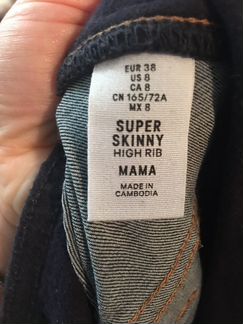 EUR 38
US 8
CA 8
CN 165/72A
MX 8
SUPER
SKINNY
HIGH RIB
MAMA
MADE IN
CAMBODIA